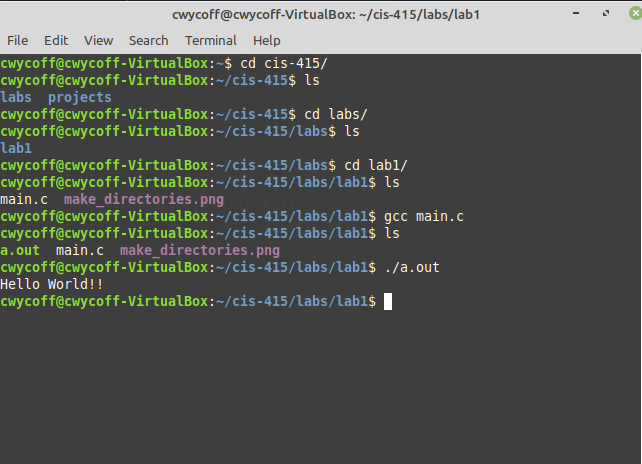 cwycoff@cwycoff-VirtualBox: ~/cis-415/labs/lab1
File Edit View Search Terminal Help
cwycoff@cwycoff-VirtualBox:~$ cd cis-415/
cwycoff@cwycoff-VirtualBox:~/cis-415$ ls
labs  projects
cwycoff@cwycoff-VirtualBox:~/cis-415$ cd labs/
cwycoff@cwycoff-VirtualBox:~/cis-415/labs$ ls
lab1
cwycoff@cwycoff-VirtualBox:~/cis-415/labs$ cd lab1/
cwycoff@cwycoff-VirtualBox:~/cis-415/labs/lab1$ ls
main.c  make_directories.png
cwycoff@cwycoff-VirtualBox:~/cis-415/labs/lab1$ gcc main.c
cwycoff@cwycoff-VirtualBox:~/cis-415/labs/lab1$ ls
a.out  main.c  make_directories.png
cwycoff@cwycoff-VirtualBox:~/cis-415/labs/lab1$ ./a.out
Hello World!!
cwycoff@cwycoff-VirtualBox:~/cis-415/labs/lab1$